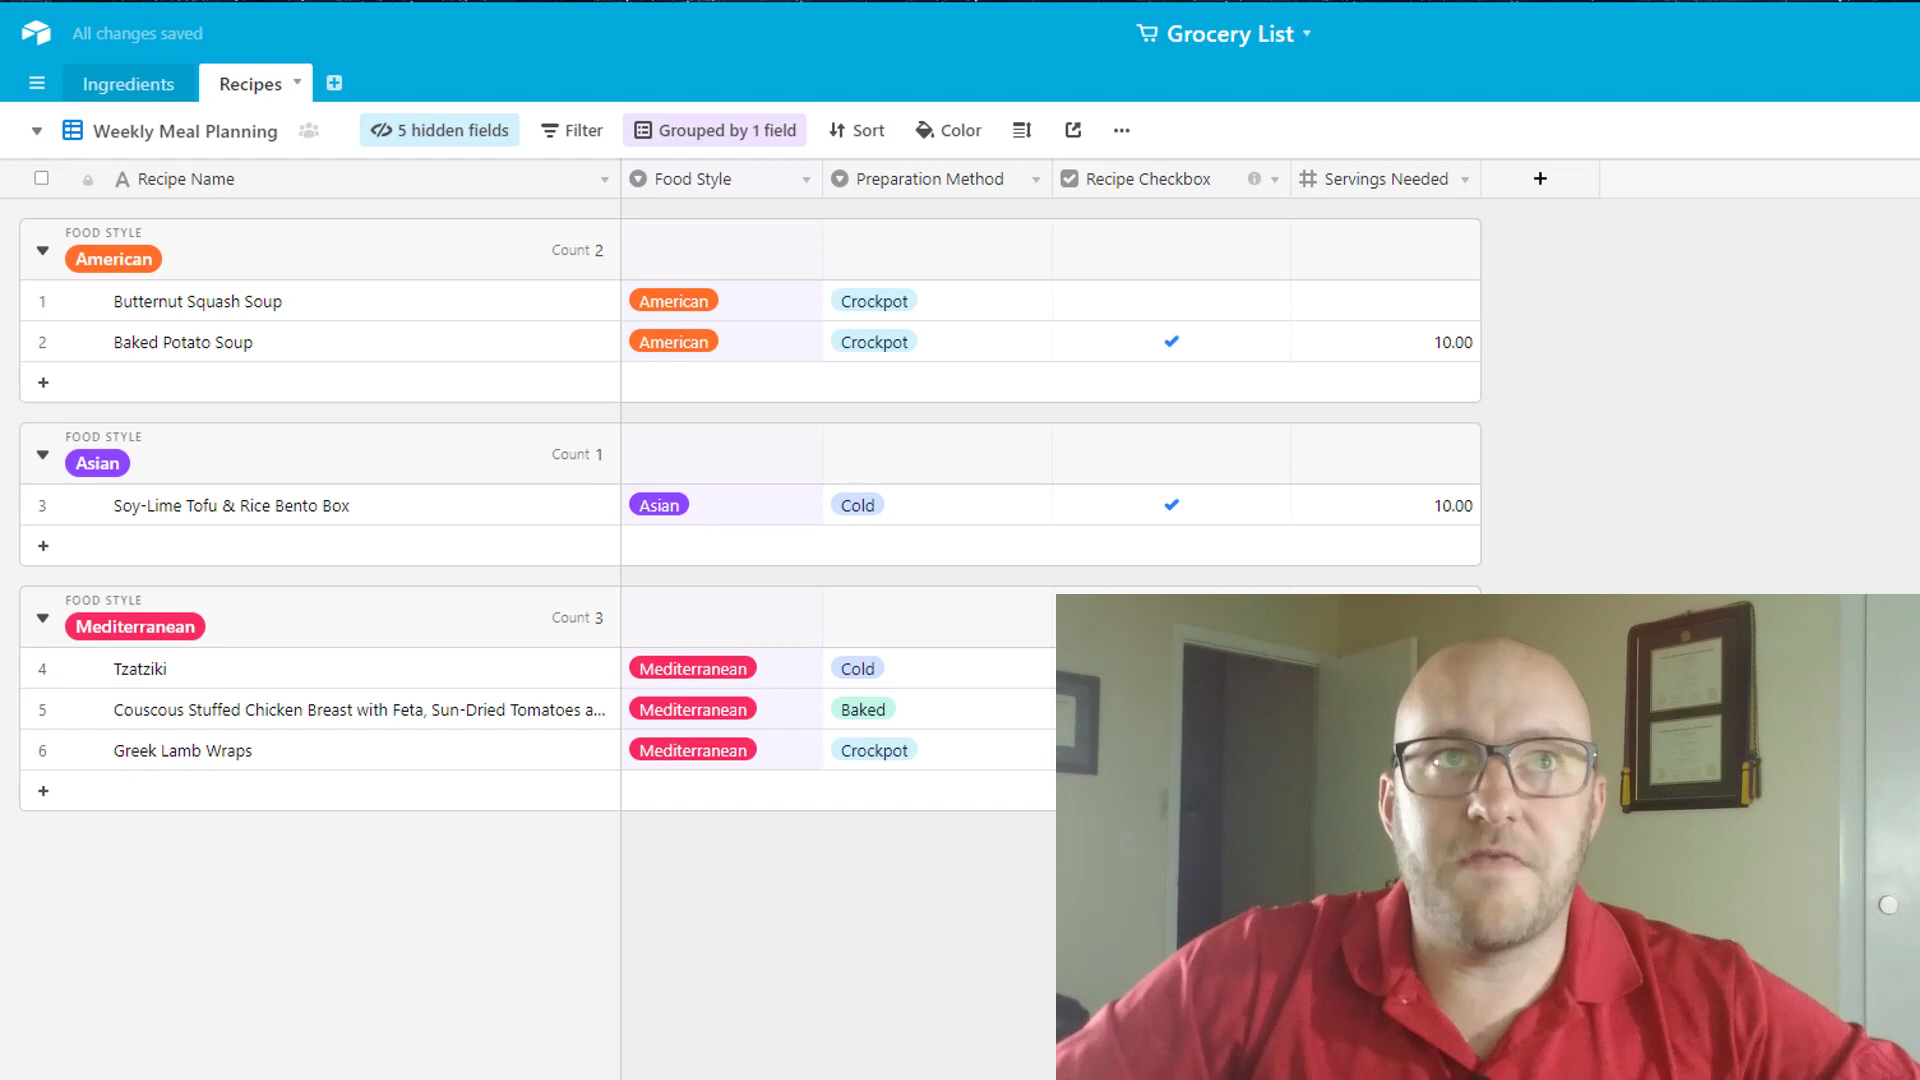 All changes saved
Grocery List
Ingredients
Recipes
Weekly Meal Planning
5 hidden fields
Filter
Grouped by 1 field
Sort
Color
Recipe Name
Food Style
Preparation Method
Recipe Checkbox
Servings Needed
FOOD STYLE
American
Count 2
1 Butternut Squash Soup American Crockpot
2 Baked Potato Soup American Crockpot 10.00
FOOD STYLE
Asian
Count 1
3 Soy-Lime Tofu & Rice Bento Box Asian Cold 10.00
FOOD STYLE
Mediterranean
Count 3
4 Tzatziki Mediterranean Cold
5 Couscous Stuffed Chicken Breast with Feta, Sun-Dried Tomatoes a... Mediterranean Baked
6 Greek Lamb Wraps Mediterranean Crockpot